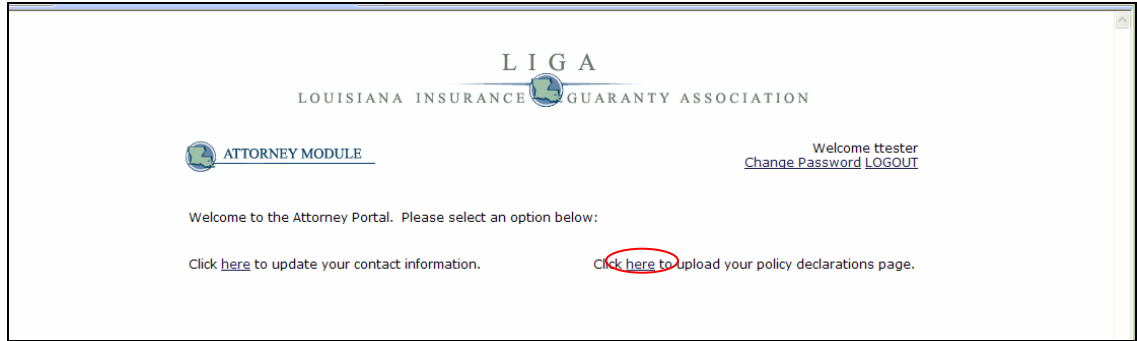 LIGA
LOUISIANA INSURANCE GUARANTY ASSOCIATION
ATTORNEY MODULE
Welcome ttester
Change Password LOGOUT
Welcome to the Attorney Portal. Please select an option below:
Click here to update your contact information. Click here to upload your policy declarations page.